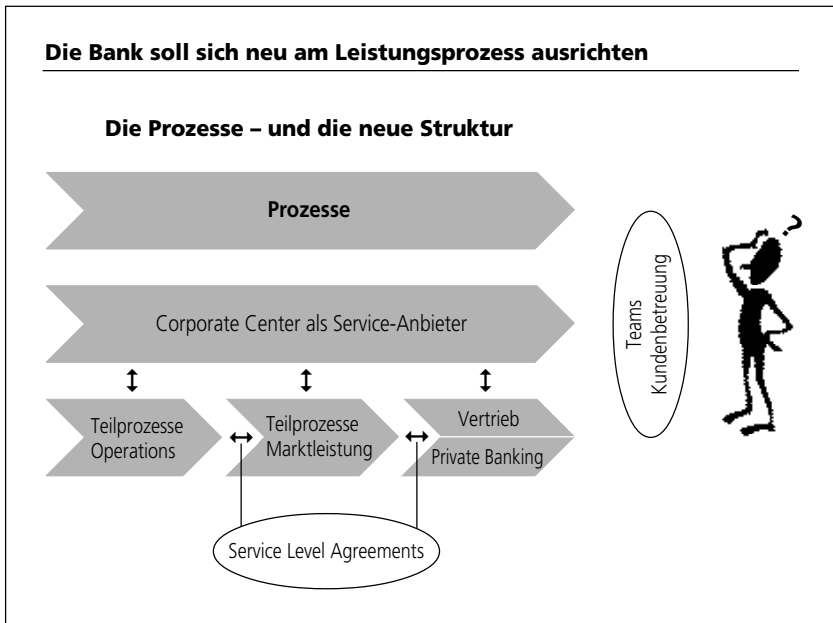 Die Bank soll sich neu am Leistungsprozess ausrichten
Die Prozesse – und die neue Struktur
Prozesse
Corporate Center als Service-Anbieter
Teams
Kundenbetreuung
?
Teilprozesse
Operations
Teilprozesse
Marktleistung
Vertrieb
Private Banking
Service Level Agreements